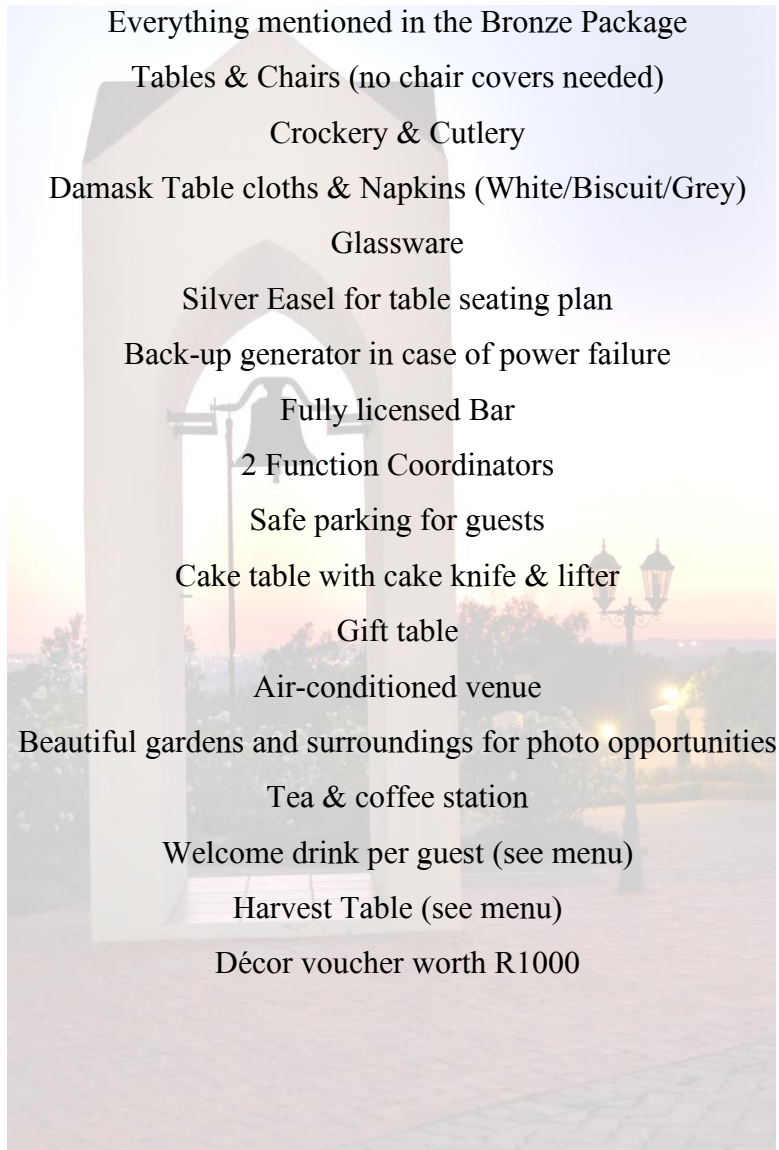 Everything mentioned in the Bronze Package
Tables & Chairs (no chair covers needed)
Crockery & Cutlery
Damask Table cloths & Napkins (White/Biscuit/Grey)
Glassware
Silver Easel for table seating plan
Back-up generator in case of power failure
Fully licensed Bar
2 Function Coordinators
Safe parking for guests
Cake table with cake knife & lifter
Gift table
Air-conditioned venue
Beautiful gardens and surroundings for photo opportunities
Tea & coffee station
Welcome drink per guest (see menu)
Harvest Table (see menu)
Décor voucher worth R1000